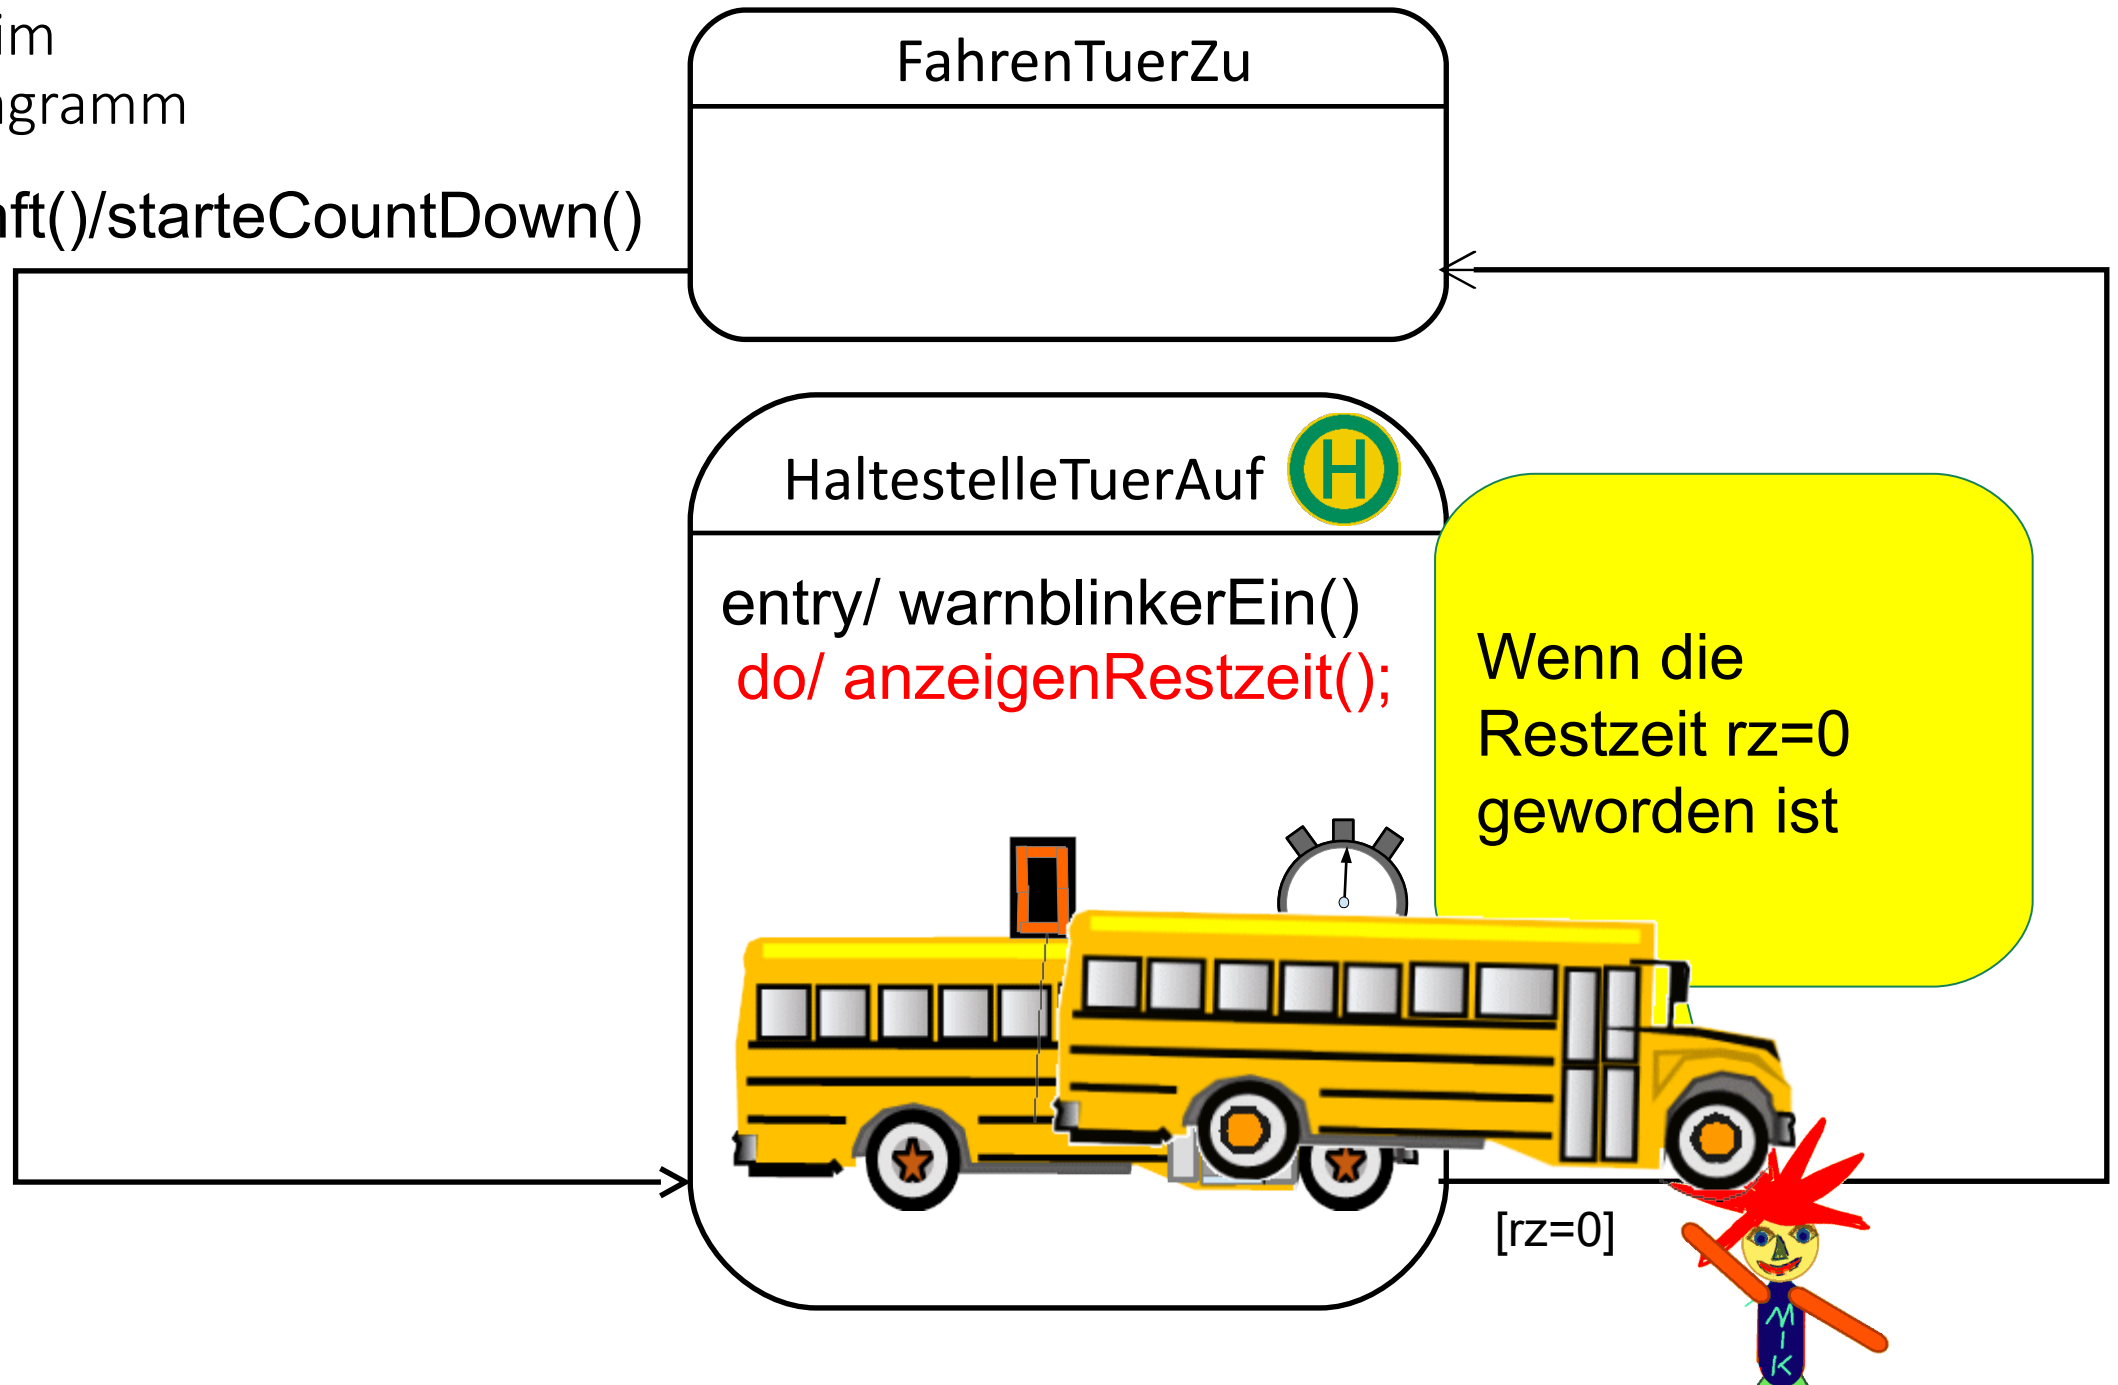 im
gramm
ft()/starteCountDown()
FahrenTuerZu
HaltestelleTuerAuf H
entry/ warnblinkerEin()
do/ anzeigenRestzeit();
Wenn die
Restzeit rz=0
geworden ist
0
[rz=0]
MIK